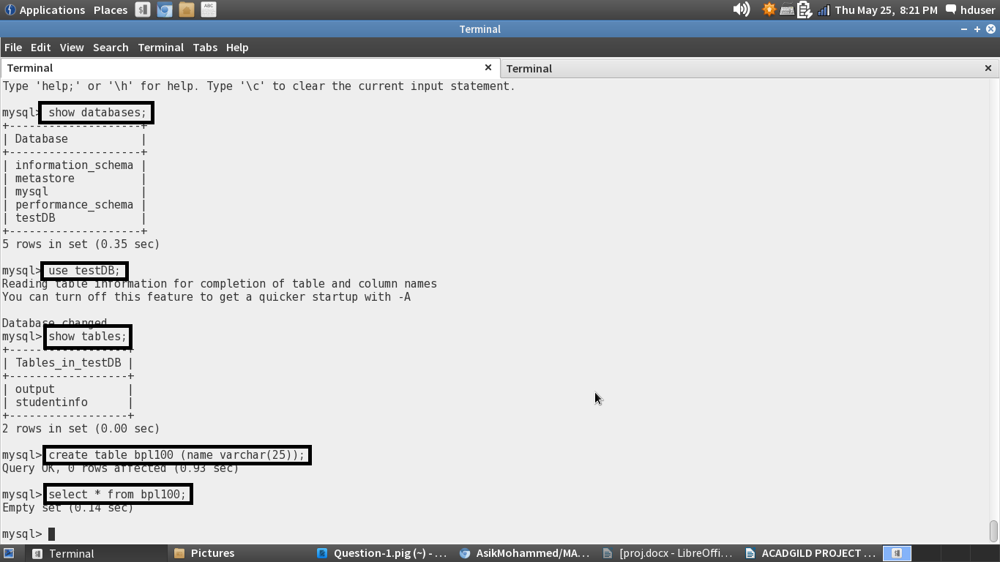 Applications Places Thu May 25, 8:21 PM hduser
Terminal
File Edit View Search Terminal Tabs Help
Terminal Terminal
Type 'help;' or '\h' for help. Type '\c' to clear the current input statement.
mysql> show databases;
+--------------------+
| Database           |
+--------------------+
| information_schema |
| metastore          |
| mysql              |
| performance_schema |
| testDB             |
+--------------------+
5 rows in set (0.35 sec)
mysql> use testDB;
Reading table information for completion of table and column names
You can turn off this feature to get a quicker startup with -A
Database changed
mysql> show tables;
+------------------+
| Tables_in_testDB |
+------------------+
| output           |
| studentinfo      |
+------------------+
2 rows in set (0.00 sec)
mysql> create table bpl100 (name varchar(25));
Query OK, 0 rows affected (0.93 sec)
mysql> select * from bpl100;
Empty set (0.14 sec)
mysql>
Terminal Pictures Question-1.pig (~) - ... AsikMohammed/MA... [proj.docx - LibreOffi... ACADGILD PROJECT ...